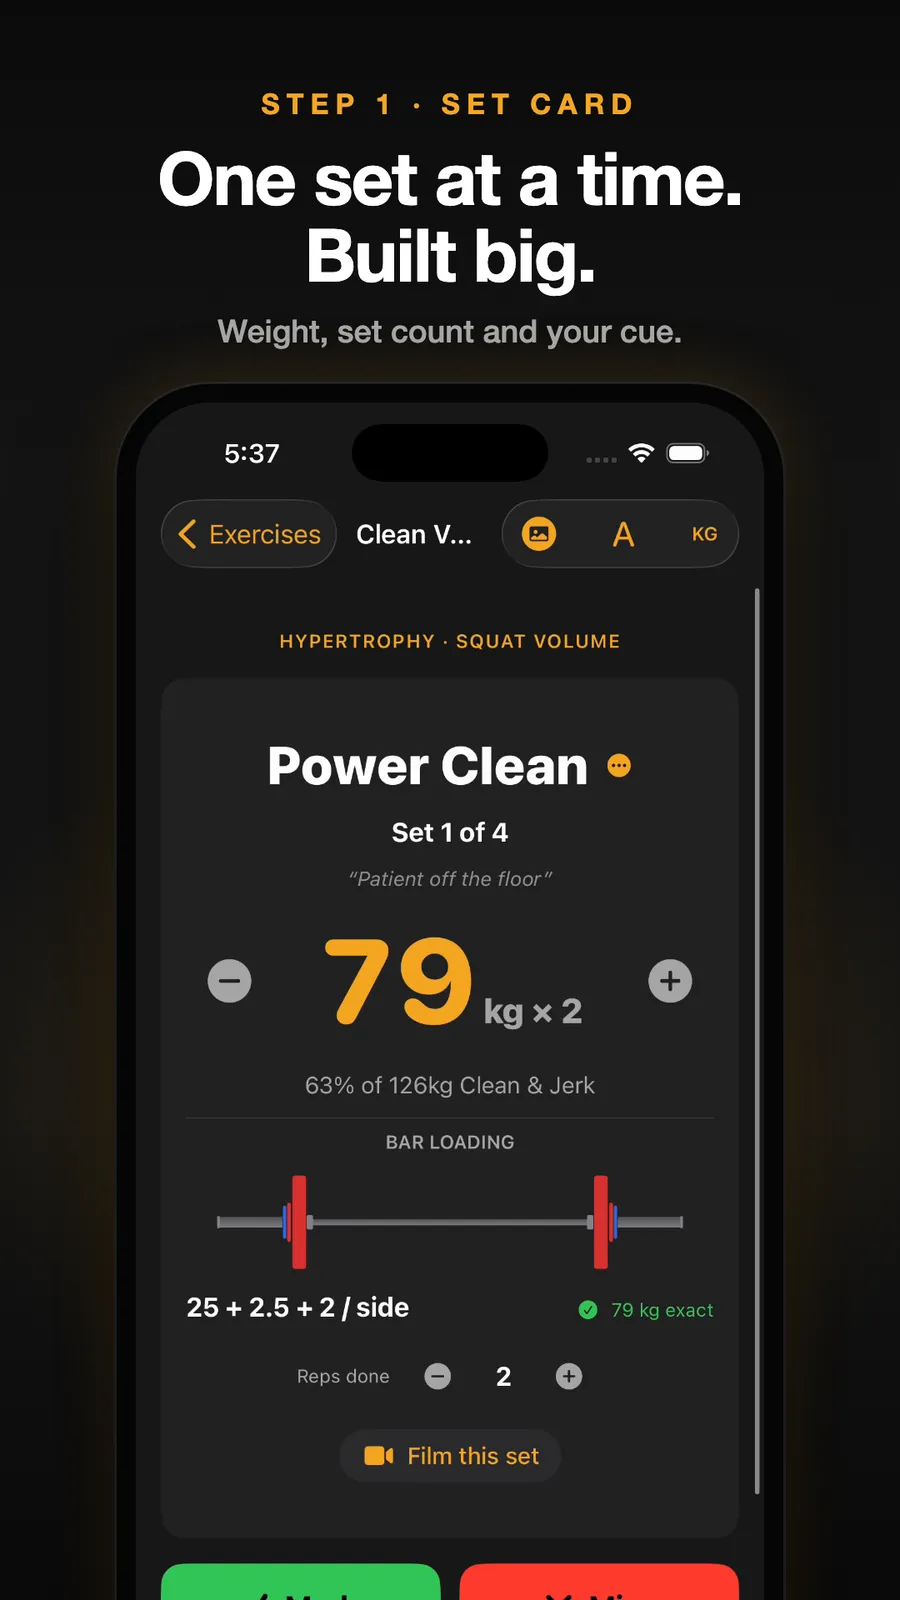 STEP 1 · SET CARD
One set at a time.
Built big.
Weight, set count and your cue.
5:37
Exercises
Clean V...
A
KG
HYPERTROPHY · SQUAT VOLUME
Power Clean
Set 1 of 4
“Patient off the floor”
79 kg × 2
63% of 126kg Clean & Jerk
BAR LOADING
25 + 2.5 + 2 / side
79 kg exact
Reps done
2
Film this set